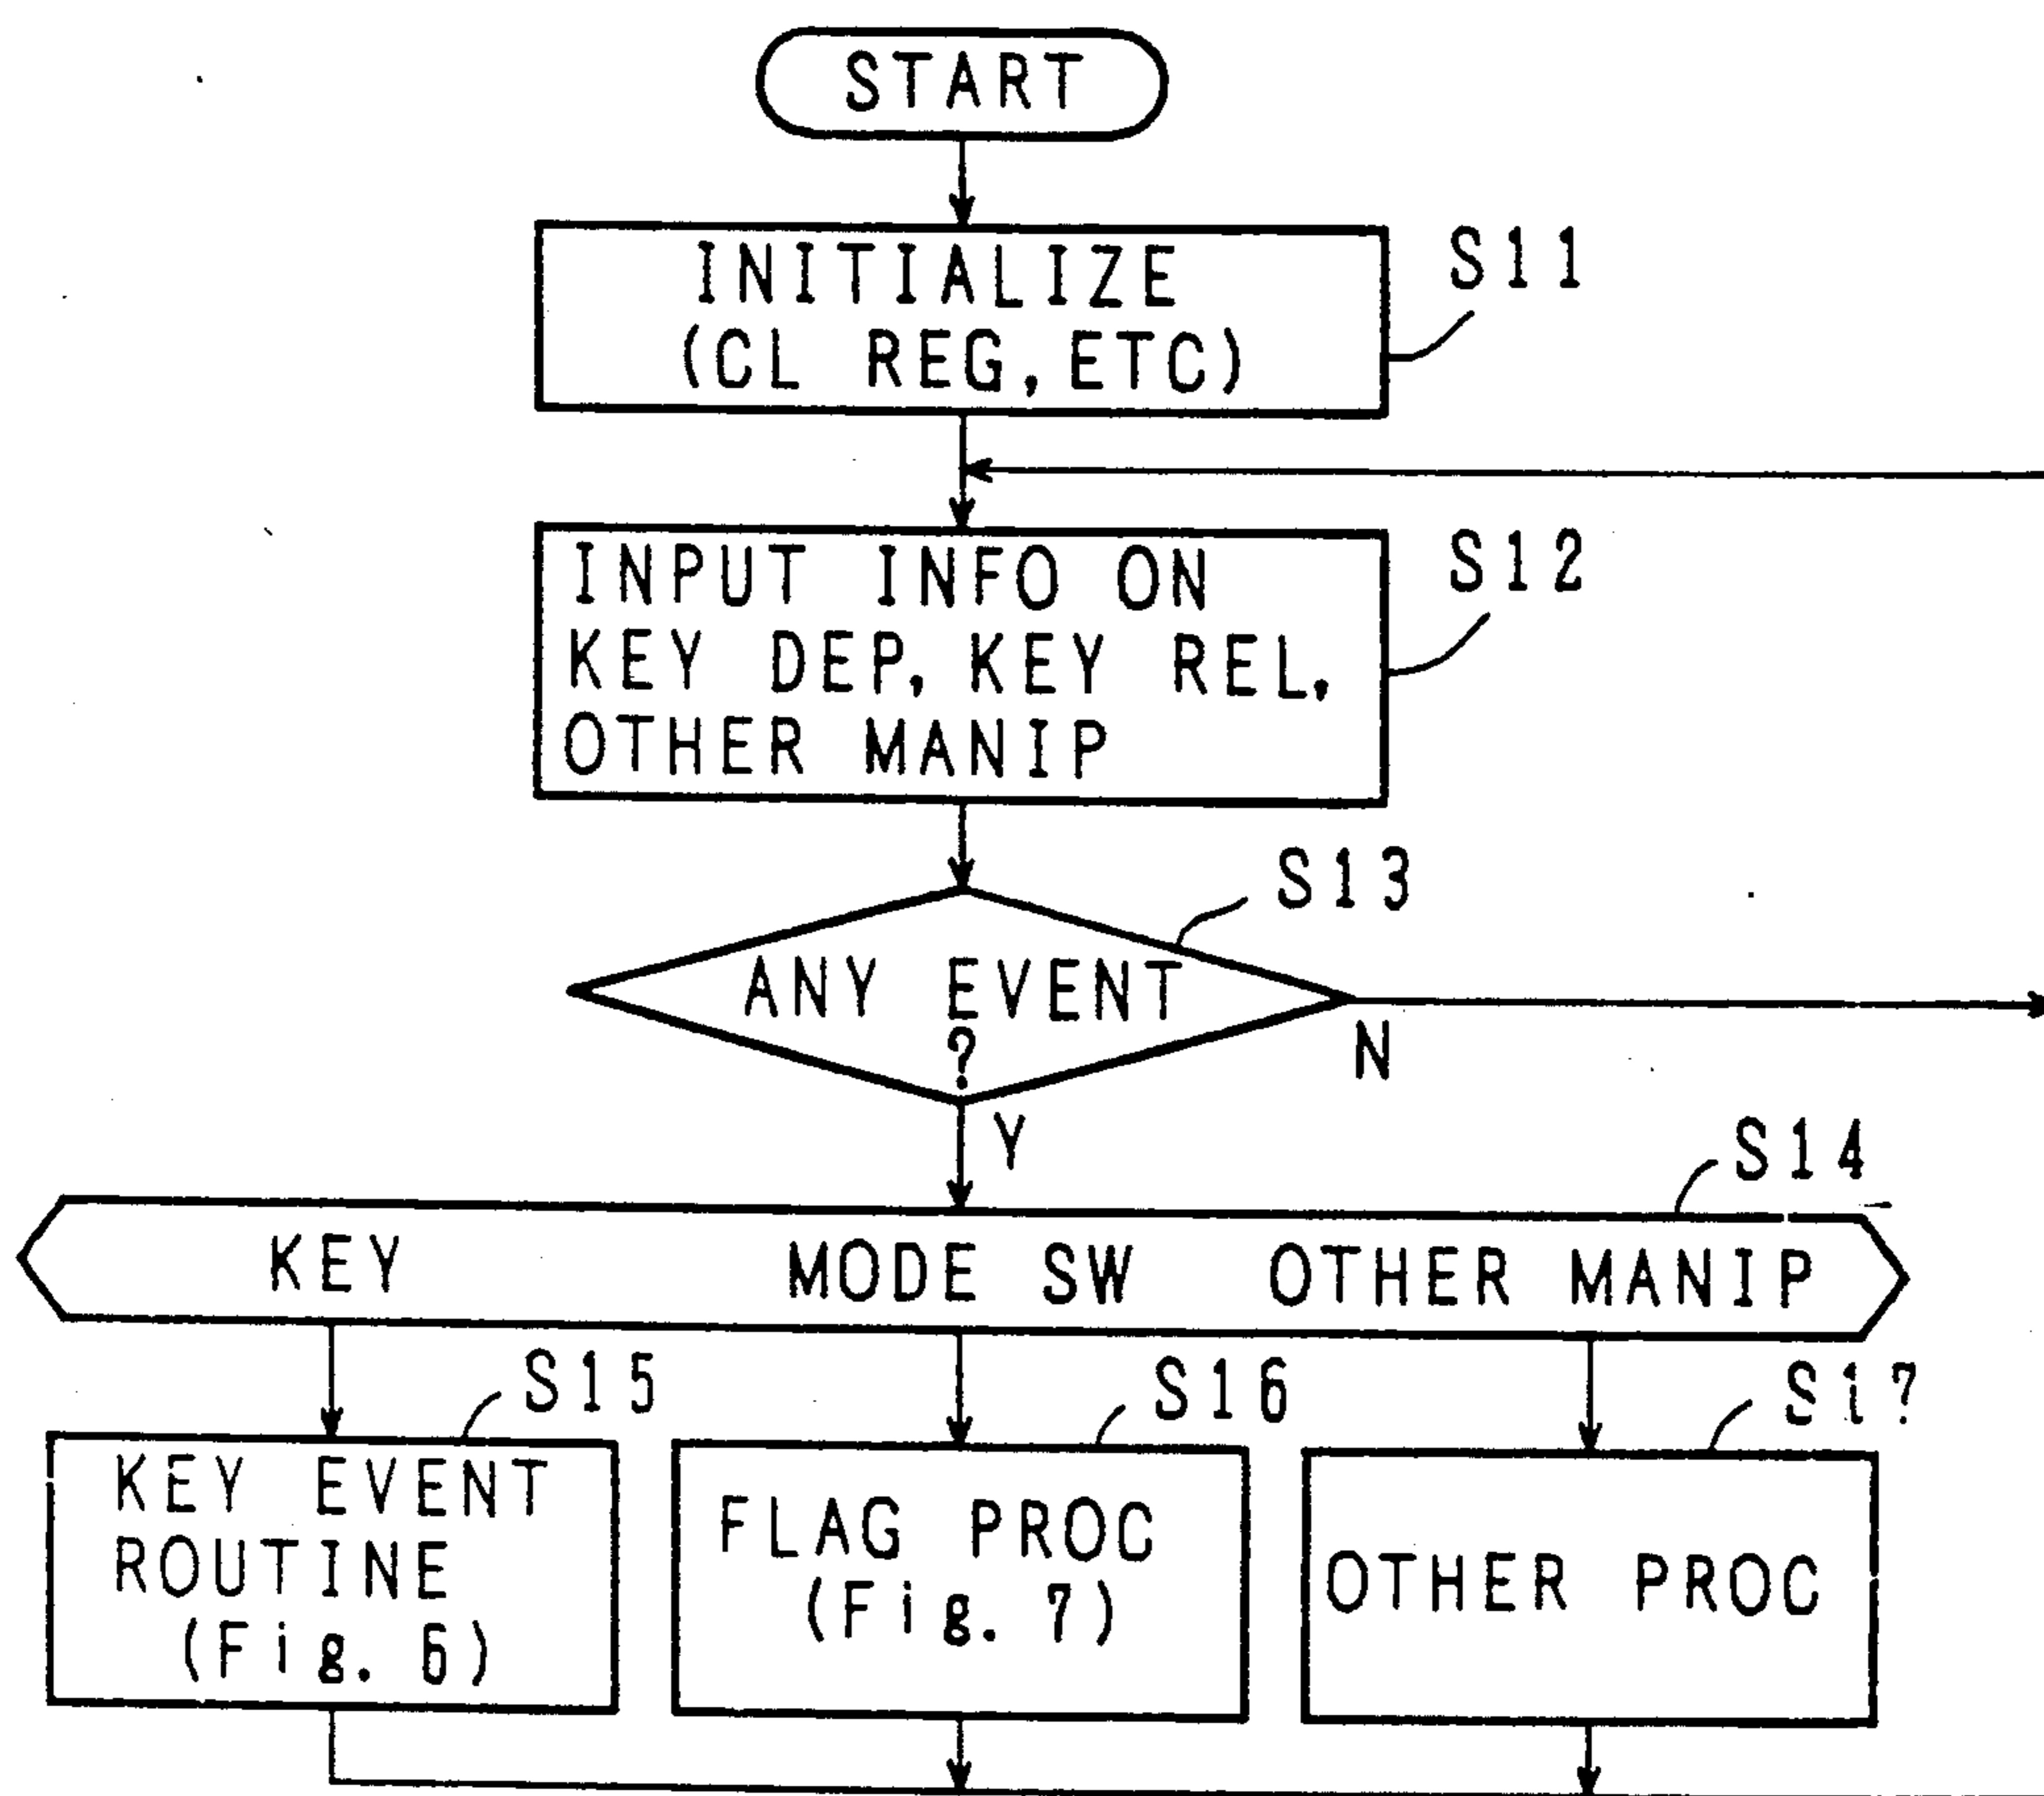 START
INITIALIZE
(CL REG, ETC)
S11
INPUT INFO ON
KEY DEP, KEY REL,
OTHER MANIP
S12
S13
ANY EVENT
?
N
Y
S14
KEY MODE SW OTHER MANIP
S15
S16
S17
KEY EVENT
ROUTINE
(Fig. 6)
FLAG PROC
(Fig. 7)
OTHER PROC